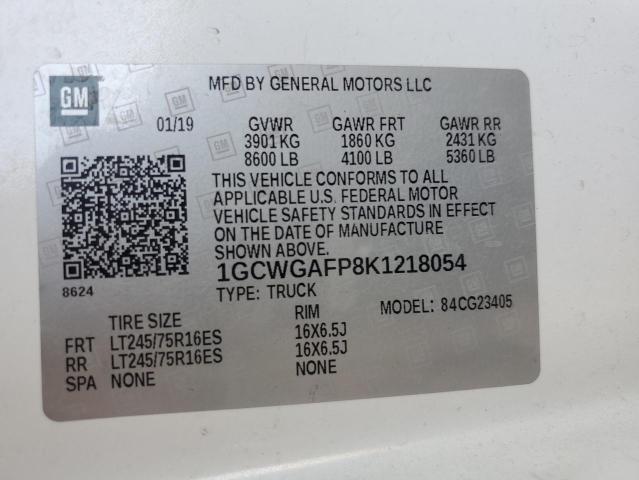 GM
MFD BY GENERAL MOTORS LLC
01/19 GVWR GAWR FRT GAWR RR
3901 KG 1860 KG 2431 KG
8600 LB 4100 LB 5360 LB
THIS VEHICLE CONFORMS TO ALL
APPLICABLE U.S. FEDERAL MOTOR
VEHICLE SAFETY STANDARDS IN EFFECT
ON THE DATE OF MANUFACTURE
SHOWN ABOVE.
8624
1GCWGAFP8K1218054
TYPE: TRUCK MODEL: 84CG23405
TIRE SIZE RIM
FRT LT245/75R16ES 16X6.5J
RR LT245/75R16ES 16X6.5J
SPA NONE NONE